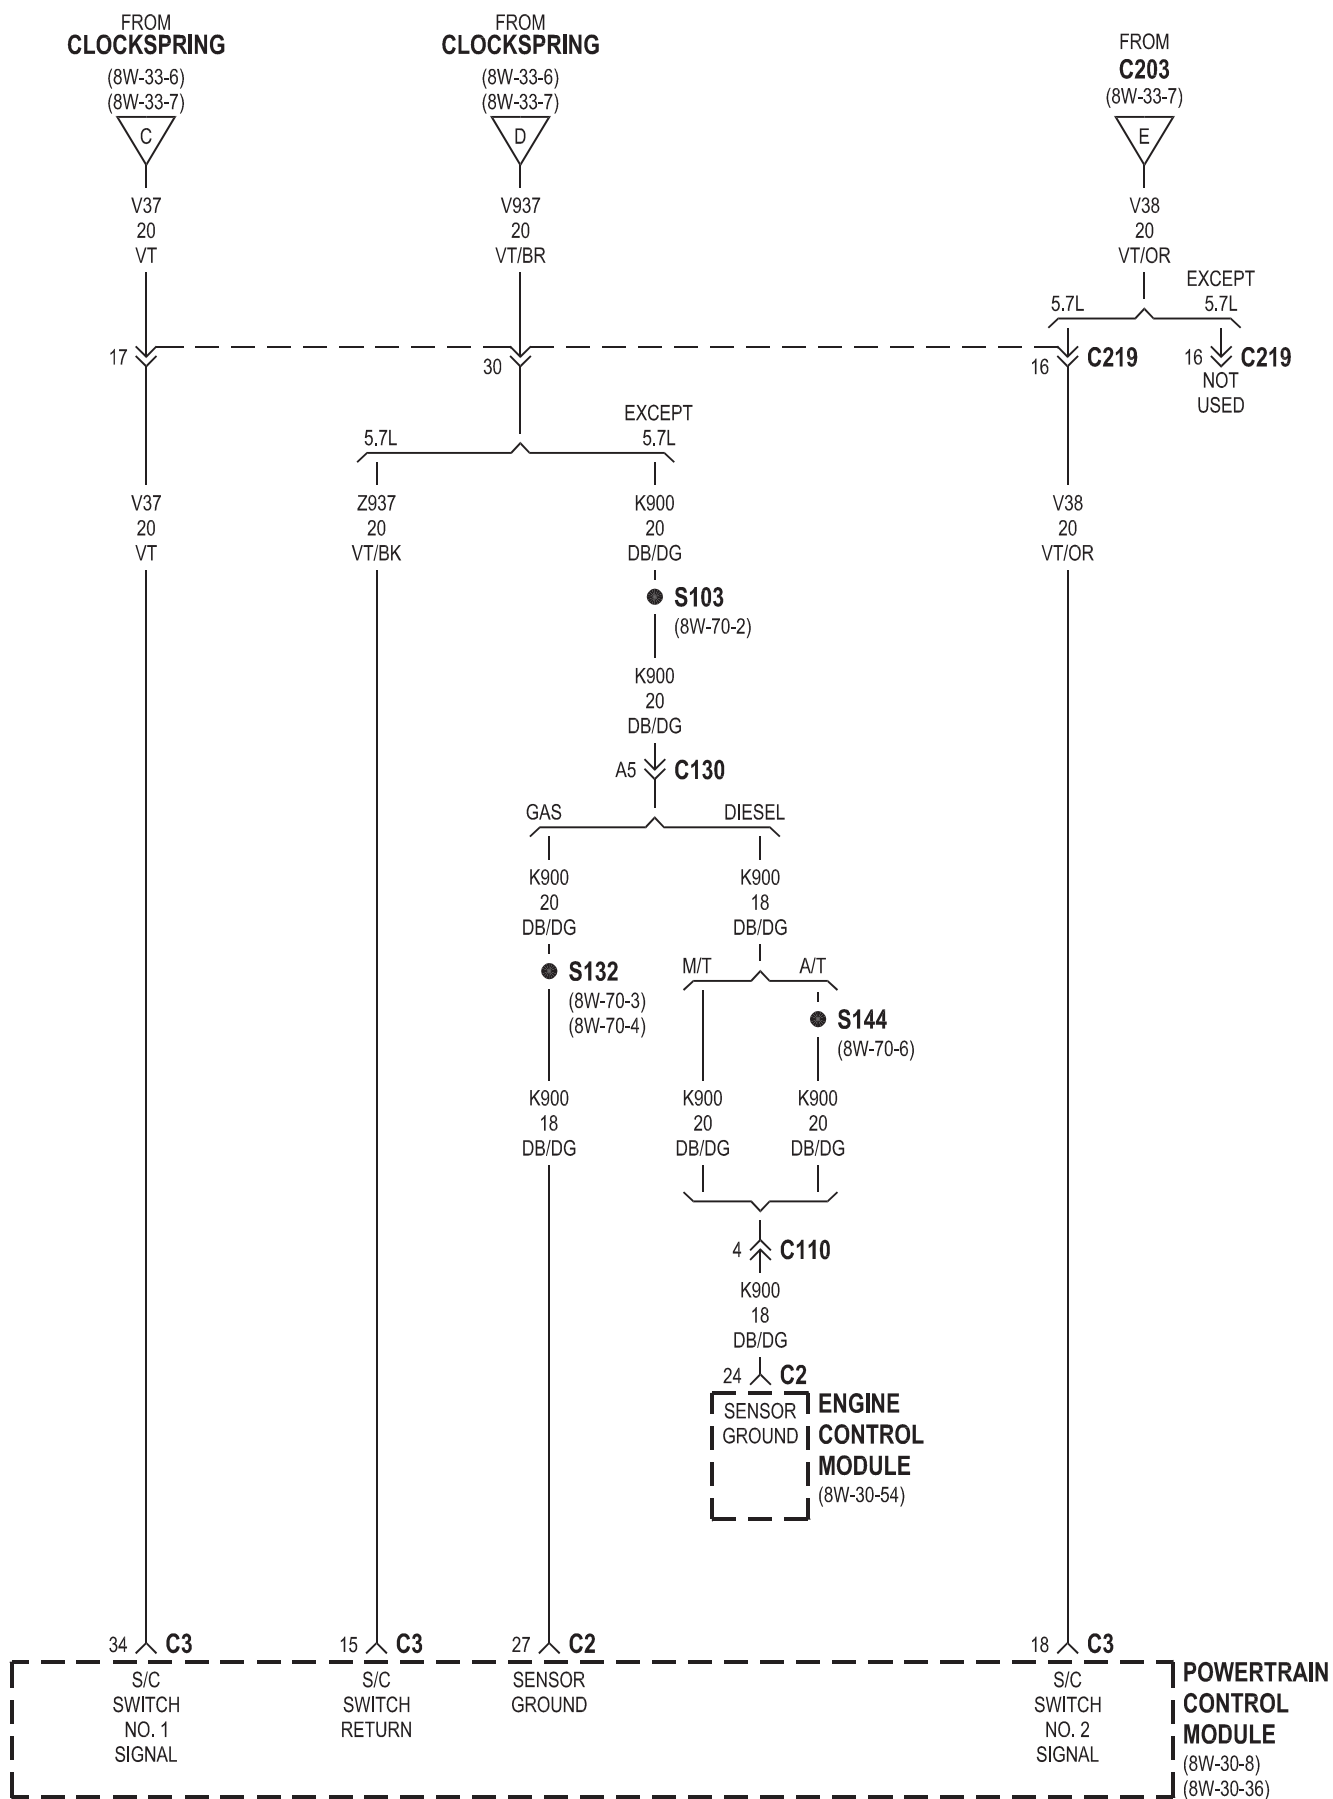 FROM
CLOCKSPRING
(8W-33-6)
(8W-33-7)
C
V37
20
VT
FROM
CLOCKSPRING
(8W-33-6)
(8W-33-7)
D
V937
20
VT/BR
FROM
C203
(8W-33-7)
E
V38
20
VT/OR
5.7L
EXCEPT
5.7L
17
30
16 C219
16 C219
NOT
USED
5.7L
EXCEPT
5.7L
V37
20
VT
Z937
20
VT/BK
K900
20
DB/DG
V38
20
VT/OR
S103
(8W-70-2)
K900
20
DB/DG
A5 C130
GAS
DIESEL
K900
20
DB/DG
K900
18
DB/DG
S132
(8W-70-3)
(8W-70-4)
M/T
A/T
S144
(8W-70-6)
K900
18
DB/DG
K900
20
DB/DG
K900
20
DB/DG
4 C110
K900
18
DB/DG
24 C2
SENSOR
GROUND
ENGINE
CONTROL
MODULE
(8W-30-54)
34 C3
15 C3
27 C2
18 C3
S/C
SWITCH
NO. 1
SIGNAL
S/C
SWITCH
RETURN
SENSOR
GROUND
S/C
SWITCH
NO. 2
SIGNAL
POWERTRAIN
CONTROL
MODULE
(8W-30-8)
(8W-30-36)